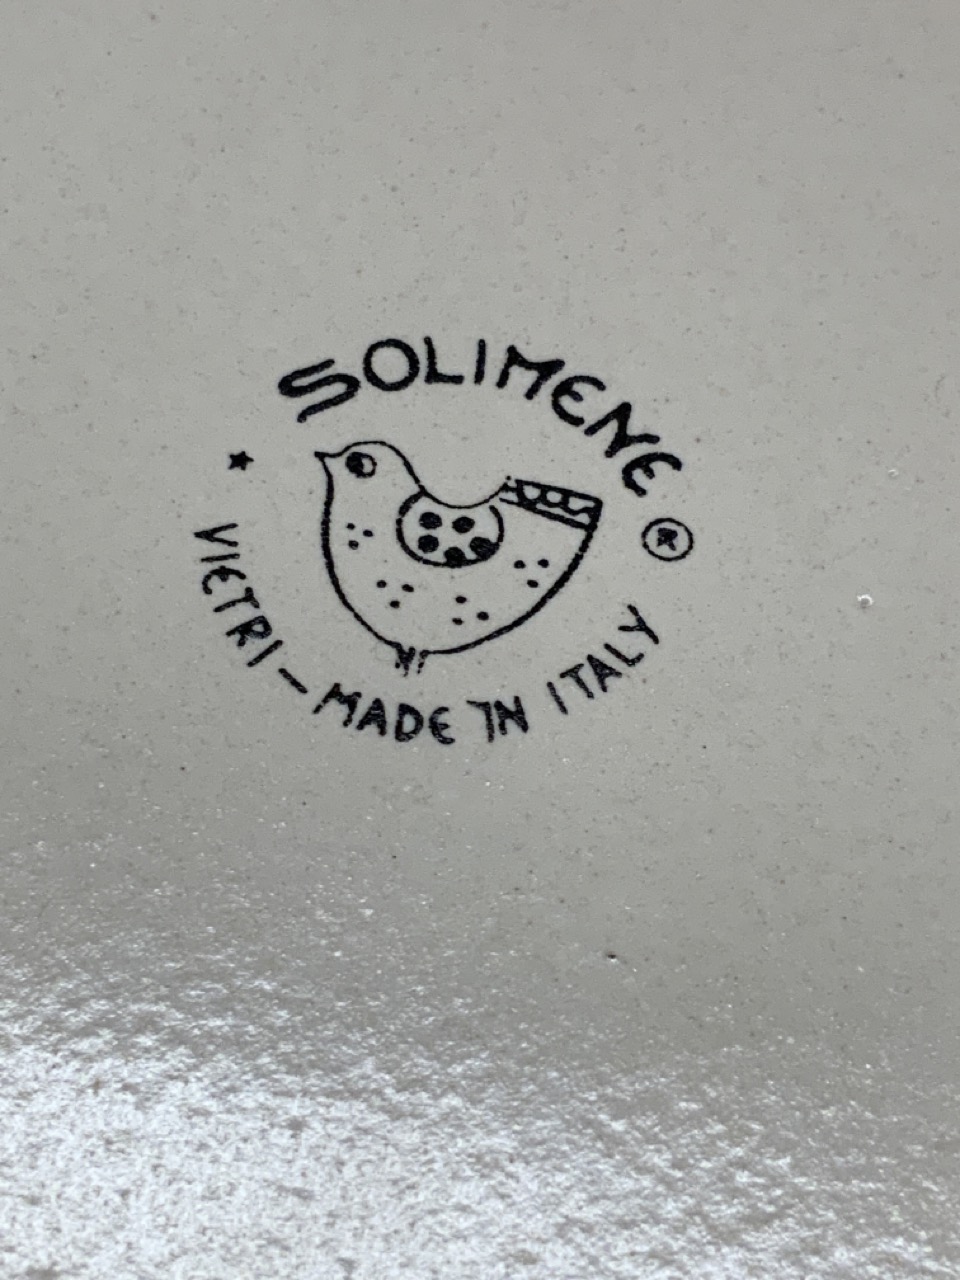 SOLIMENE
®
VIETRI — MADE IN ITALY